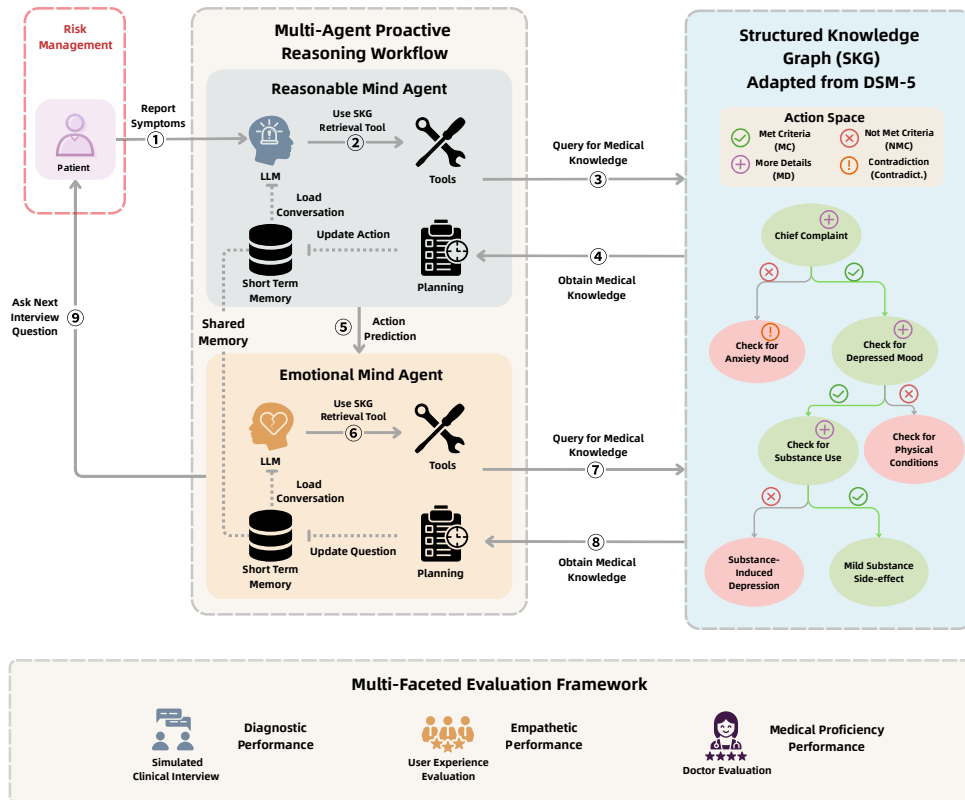 Risk
Management
Patient
Report
Symptoms
1
Multi-Agent Proactive
Reasoning Workflow
Reasonable Mind Agent
LLM
Use SKG
Retrieval Tool
2
Tools
Load
Conversation
Update Action
Short Term
Memory
Planning
Shared
Memory
5
Action
Prediction
Emotional Mind Agent
LLM
Use SKG
Retrieval Tool
6
Tools
Load
Conversation
Update Question
Short Term
Memory
Planning
Query for Medical
Knowledge
3
4
Obtain Medical
Knowledge
Query for Medical
Knowledge
7
8
Obtain Medical
Knowledge
Ask Next
Interview
Question
9
Structured Knowledge
Graph (SKG)
Adapted from DSM-5
Action Space
Met Criteria
(MC)
Not Met Criteria
(NMC)
More Details
(MD)
Contradiction
(Contradict.)
Chief Complaint
Check for
Anxiety Mood
Check for
Depressed Mood
Check for
Substance Use
Check for
Physical
Conditions
Substance-
Induced
Depression
Mild Substance
Side-effect
Multi-Faceted Evaluation Framework
Simulated
Clinical Interview
Diagnostic
Performance
User Experience
Evaluation
Empathetic
Performance
Doctor Evaluation
Medical Proficiency
Performance